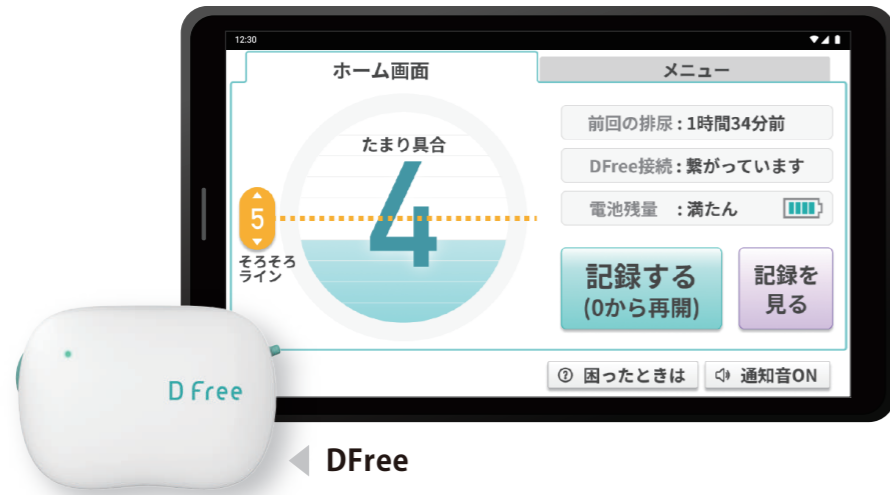 12:30
ホーム画面
メニュー
たまり具合
4
5
そろそろ
ライン
前回の排尿：1時間34分前
DFree接続：繋がっています
電池残量　：満たん
記録する
(0から再開)
記録を
見る
? 困ったときは
通知音ON
D Free
DFree